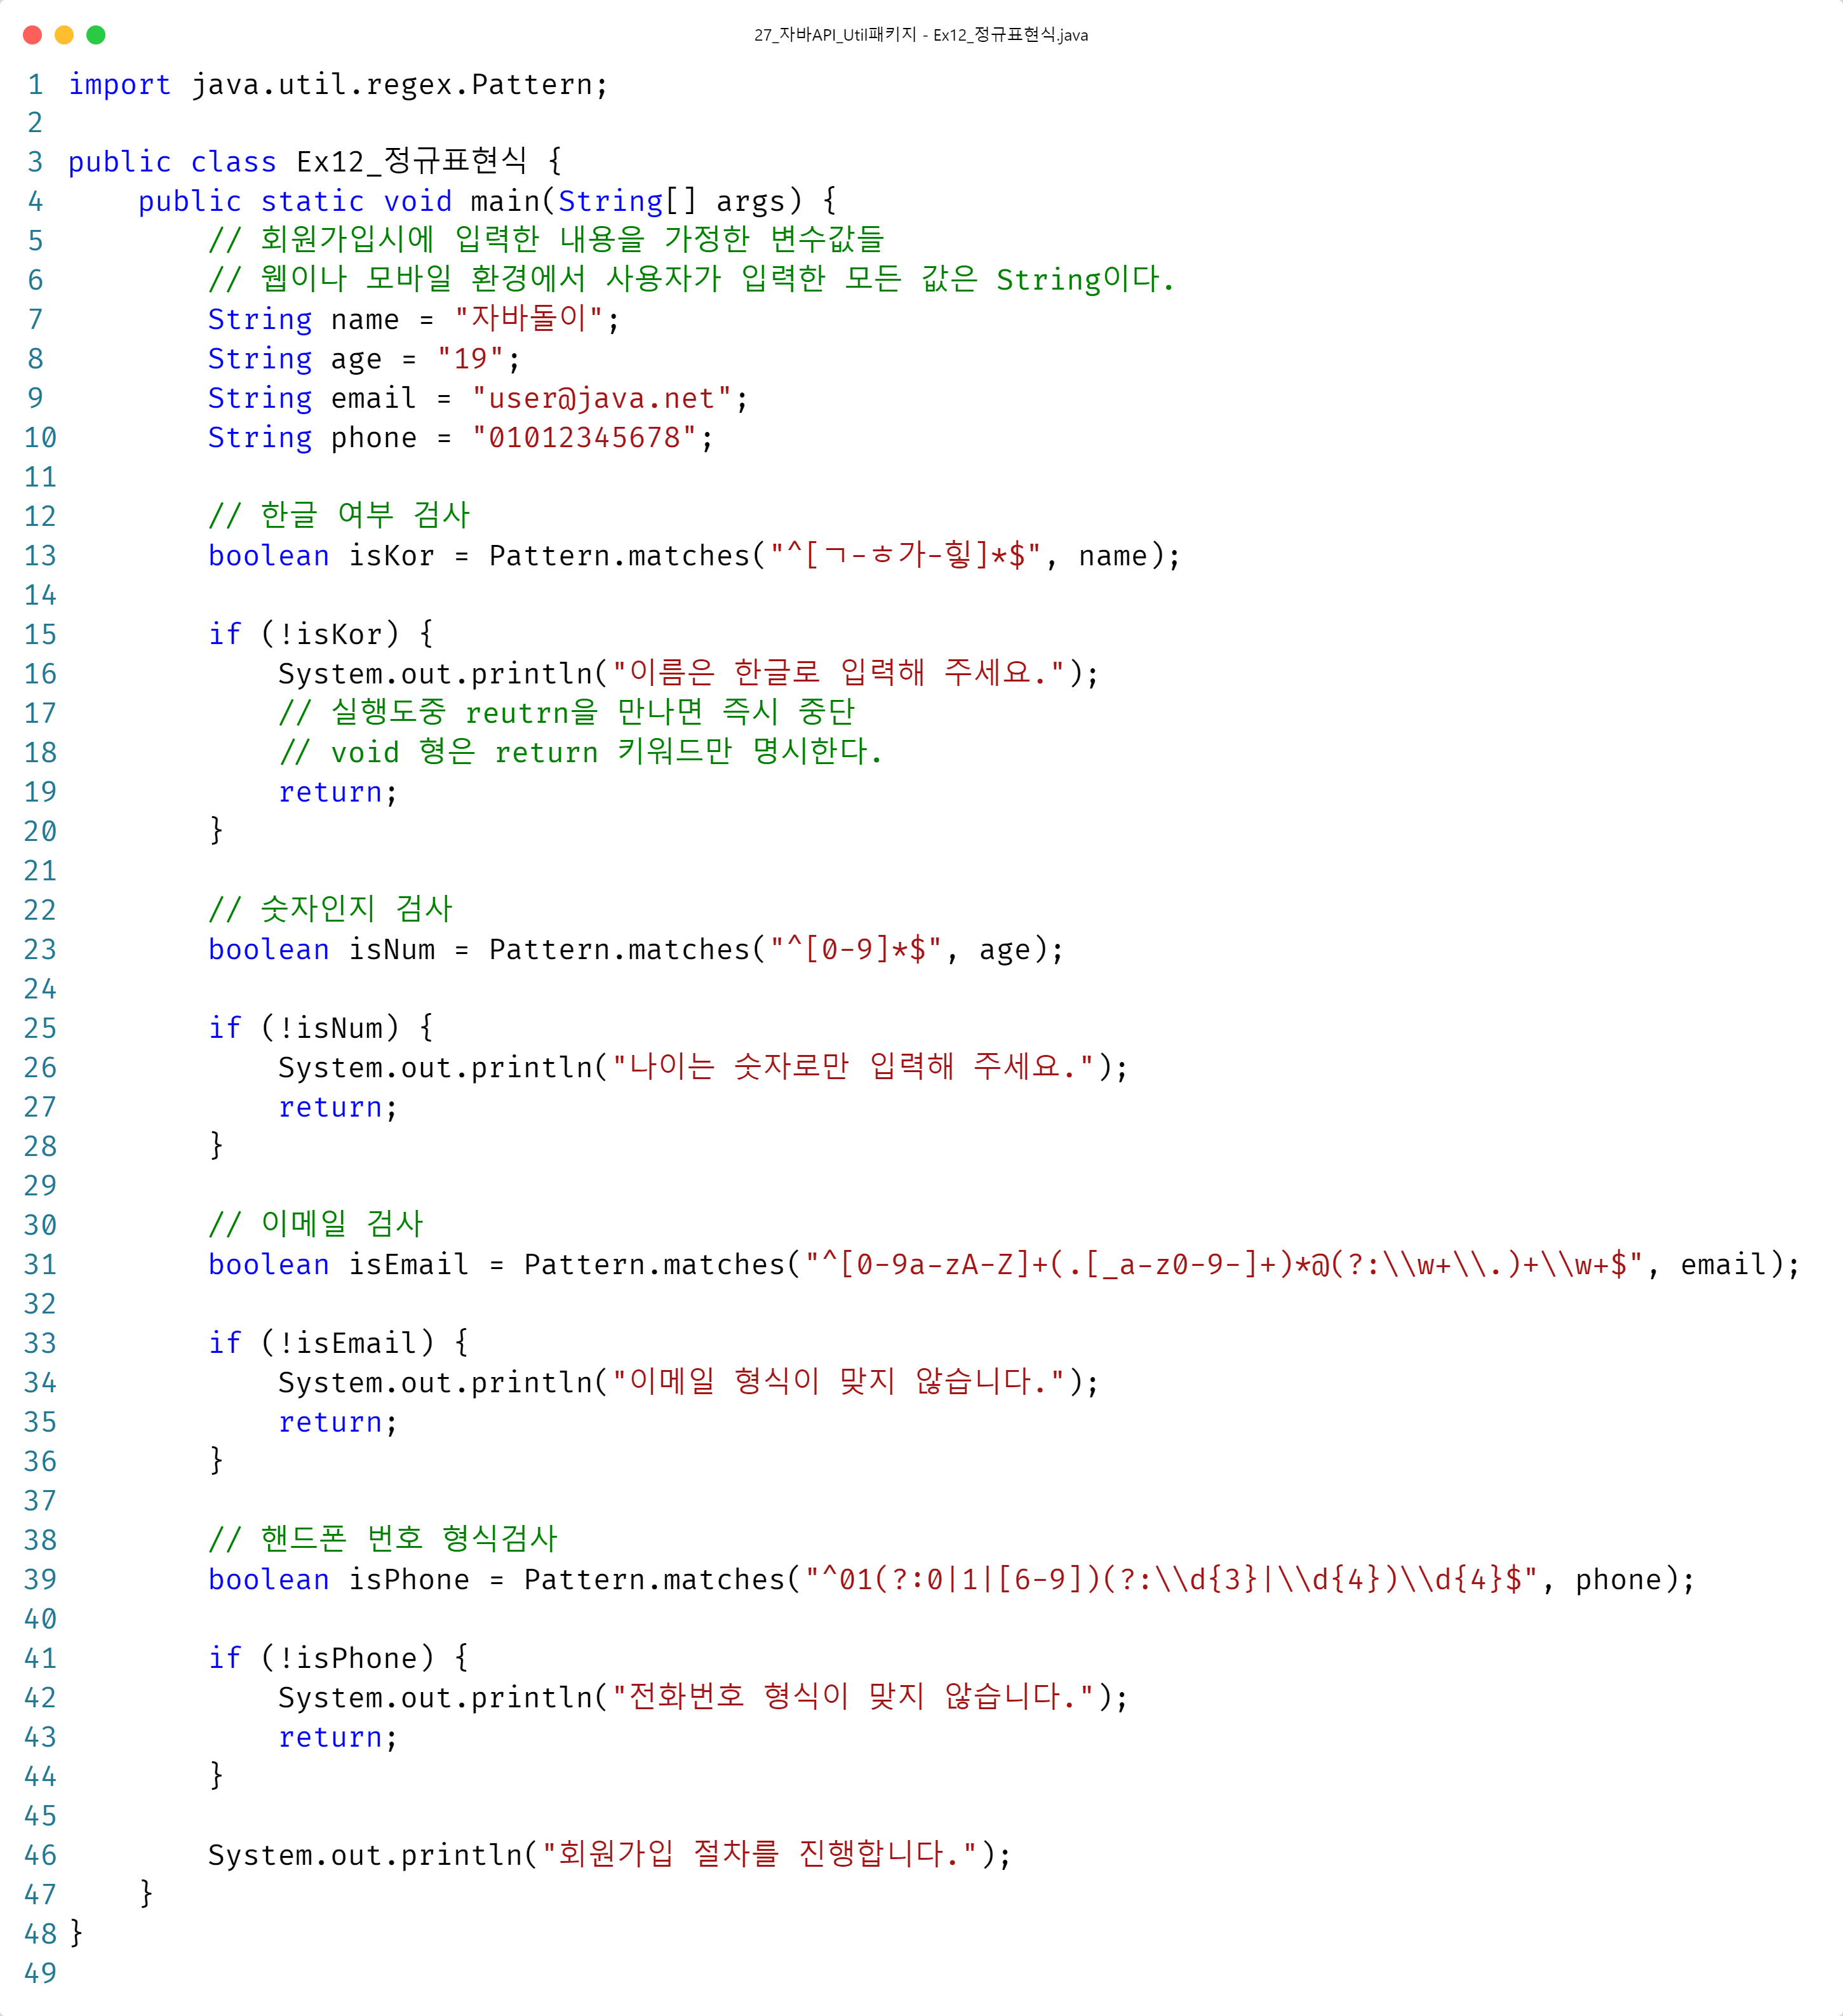 27_자바API_Util패키지 - Ex12_정규표현식.java
1 import java.util.regex.Pattern;
2
3 public class Ex12_정규표현식 {
4     public static void main(String[] args) {
5         // 회원가입시에 입력한 내용을 가정한 변수값들
6         // 웹이나 모바일 환경에서 사용자가 입력한 모든 값은 String이다.
7         String name = "자바돌이";
8         String age = "19";
9         String email = "user@java.net";
10         String phone = "01012345678";
11
12         // 한글 여부 검사
13         boolean isKor = Pattern.matches("^[ㄱ-ㅎ가-힣]*$", name);
14
15         if (!isKor) {
16             System.out.println("이름은 한글로 입력해 주세요.");
17             // 실행도중 reutrn을 만나면 즉시 중단
18             // void 형은 return 키워드만 명시한다.
19             return;
20         }
21
22         // 숫자인지 검사
23         boolean isNum = Pattern.matches("^[0-9]*$", age);
24
25         if (!isNum) {
26             System.out.println("나이는 숫자로만 입력해 주세요.");
27             return;
28         }
29
30         // 이메일 검사
31         boolean isEmail = Pattern.matches("^[0-9a-zA-Z]+(.[_a-z0-9-]+)*@(?:\\w+\\.)+\\w+$", email);
32
33         if (!isEmail) {
34             System.out.println("이메일 형식이 맞지 않습니다.");
35             return;
36         }
37
38         // 핸드폰 번호 형식검사
39         boolean isPhone = Pattern.matches("^01(?:0|1|[6-9])(?:\\d{3}|\\d{4})\\d{4}$", phone);
40
41         if (!isPhone) {
42             System.out.println("전화번호 형식이 맞지 않습니다.");
43             return;
44         }
45
46         System.out.println("회원가입 절차를 진행합니다.");
47     }
48 }
49